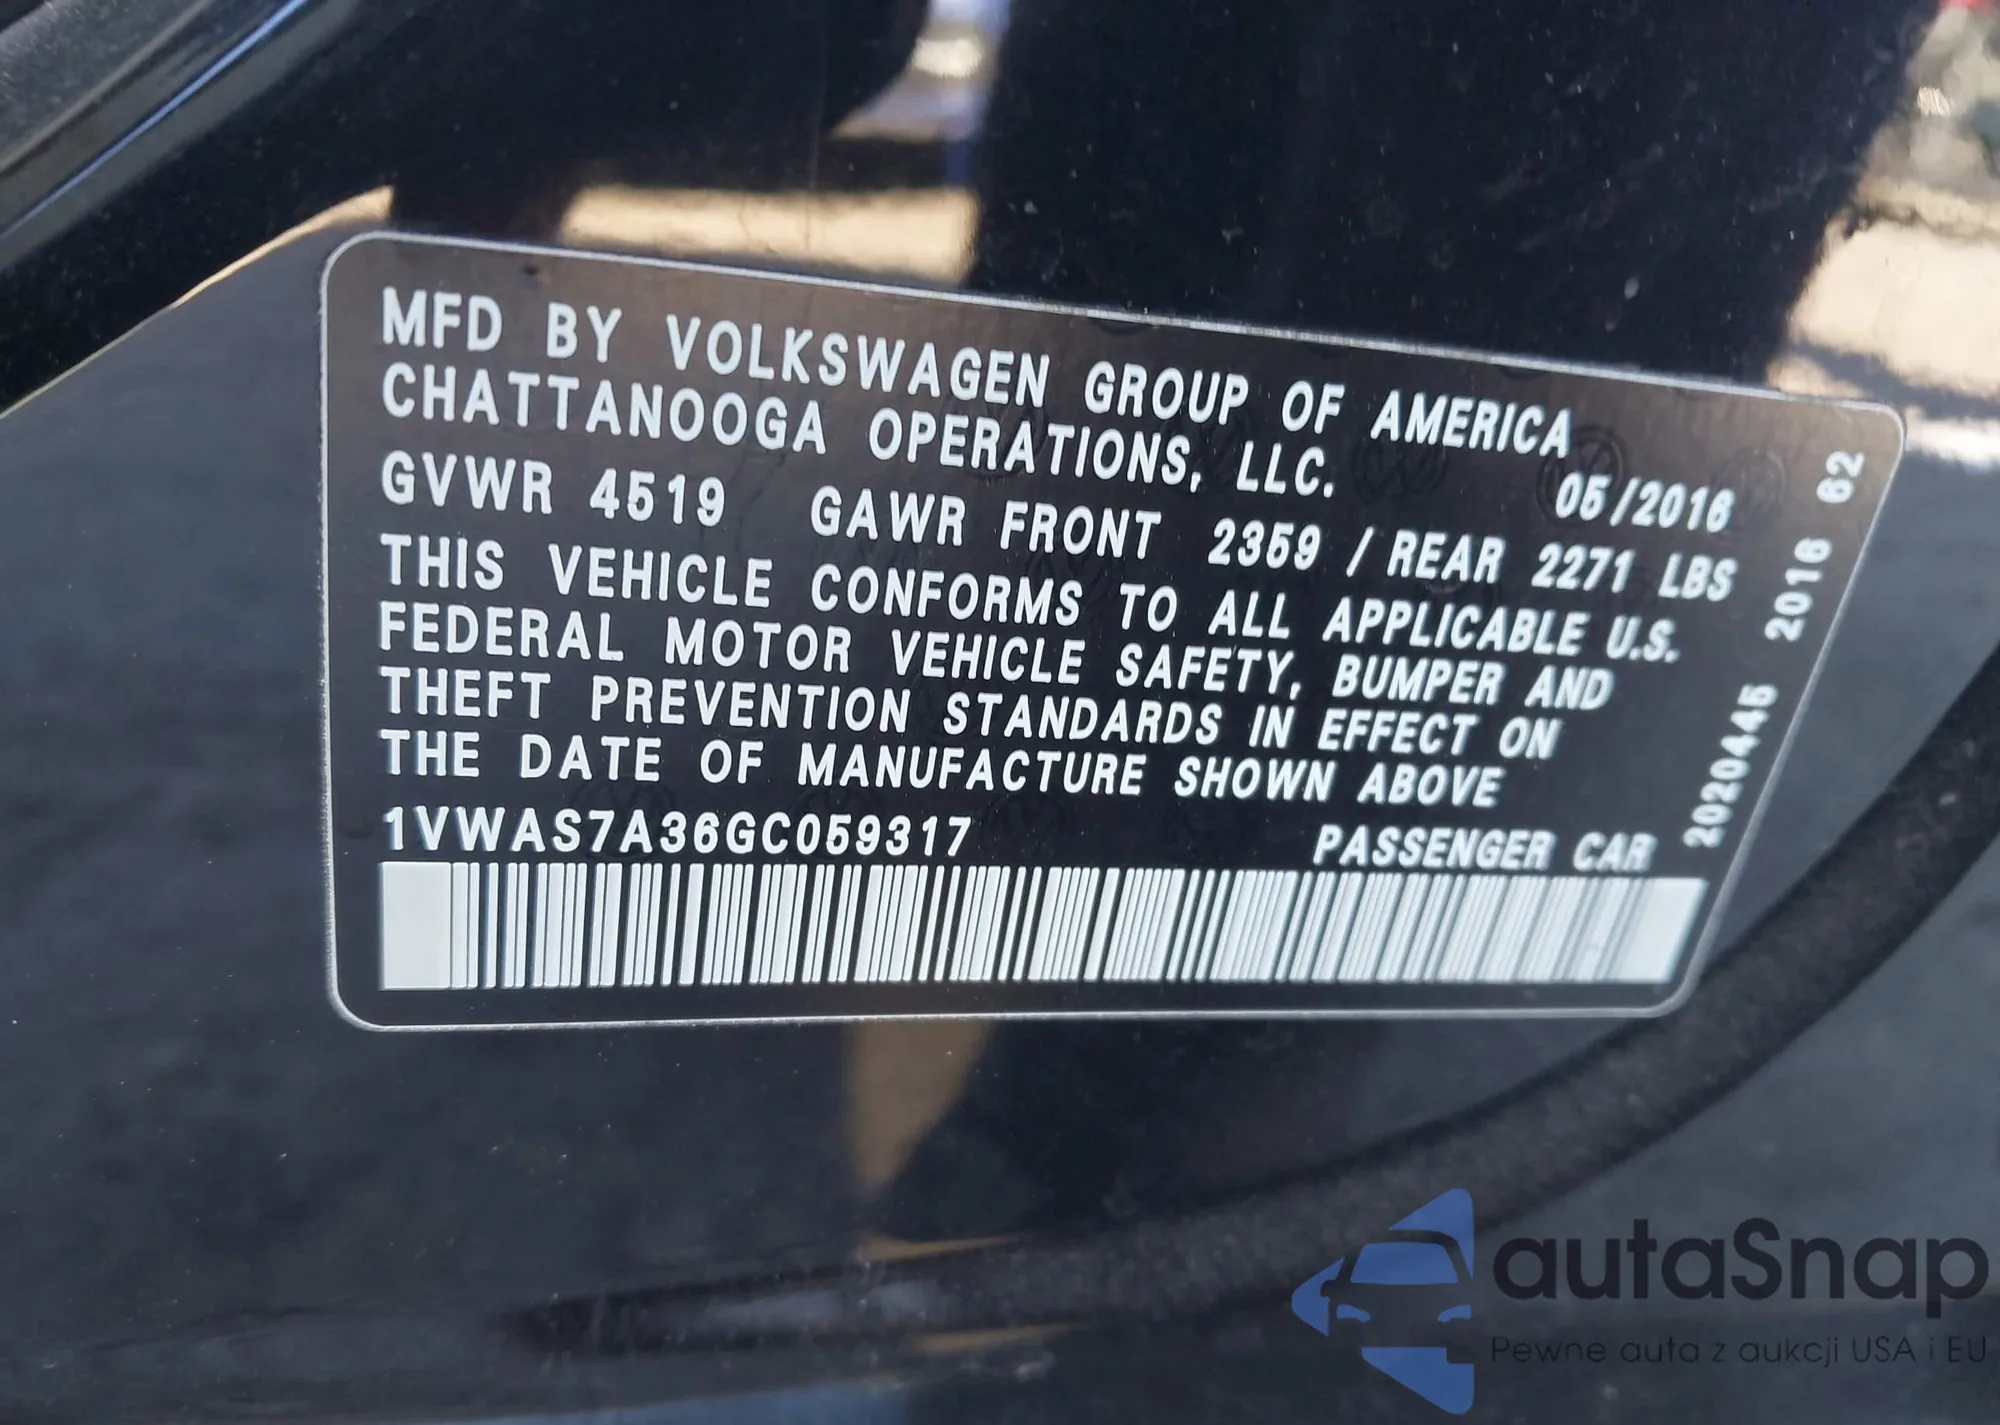 MFD BY VOLKSWAGEN GROUP OF AMERICA
CHATTANOOGA OPERATIONS, LLC. 05/2016
GVWR 4519 GAWR FRONT 2359 / REAR 2271 LBS
THIS VEHICLE CONFORMS TO ALL APPLICABLE U.S.
FEDERAL MOTOR VEHICLE SAFETY, BUMPER AND
THEFT PREVENTION STANDARDS IN EFFECT ON
THE DATE OF MANUFACTURE SHOWN ABOVE
1VWAS7A36GC059317 PASSENGER CAR
2020445 2016 62
autaSnap
Pewne auta z aukcji USA i EU